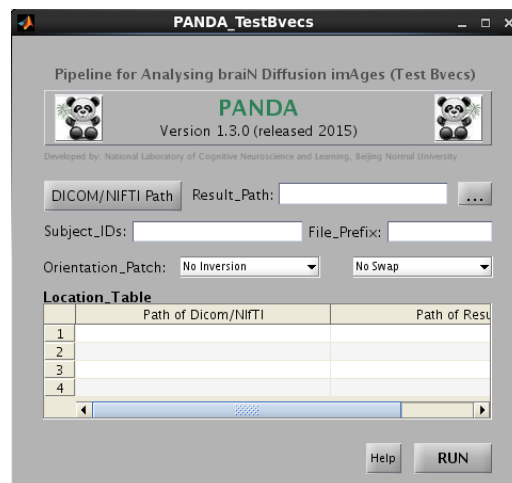 PANDA_TestBvecs
Pipeline for Analysing braiN Diffusion imAges (Test Bvecs)
PANDA
Version 1.3.0 (released 2015)
Developed by: National Laboratory of Cognitive Neuroscience and Learning, Beijing Normal University
DICOM/NIFTI Path Result_Path: ...
Subject_IDs: File_Prefix:
Orientation_Patch: No Inversion No Swap
Location_Table
Path of Dicom/NIfTI Path of Resu
1
2
3
4
Help RUN